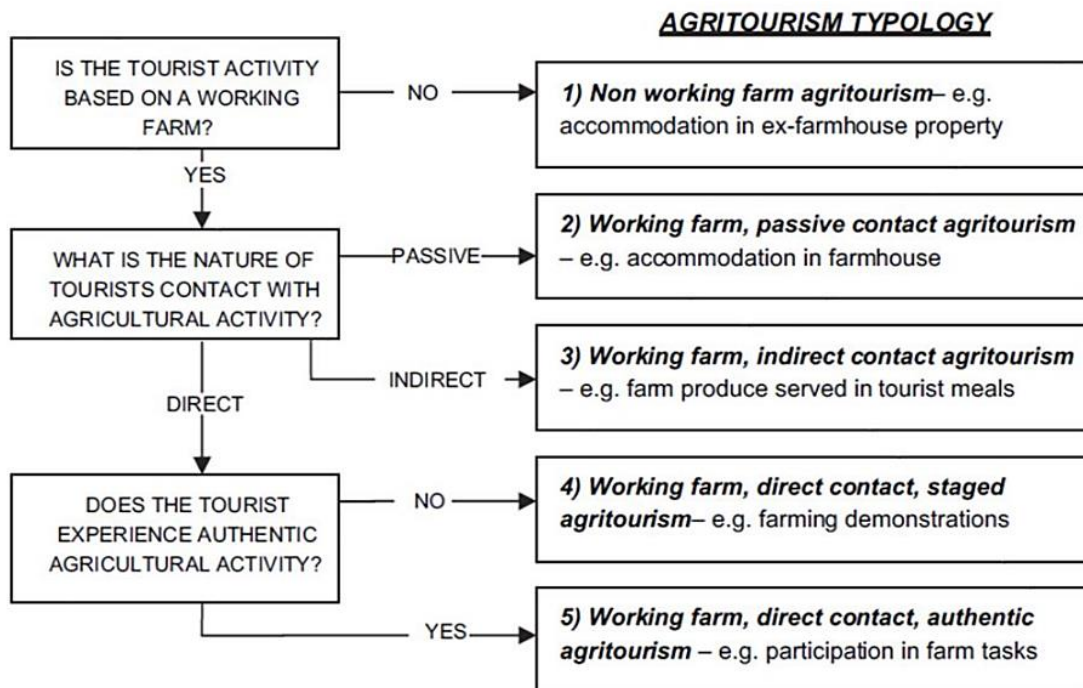 AGRITOURISM TYPOLOGY
IS THE TOURIST ACTIVITY
BASED ON A WORKING
FARM?
NO
1) Non working farm agritourism– e.g.
accommodation in ex-farmhouse property
YES
WHAT IS THE NATURE OF
TOURISTS CONTACT WITH
AGRICULTURAL ACTIVITY?
PASSIVE
2) Working farm, passive contact agritourism
– e.g. accommodation in farmhouse
INDIRECT
3) Working farm, indirect contact agritourism
– e.g. farm produce served in tourist meals
DIRECT
DOES THE TOURIST
EXPERIENCE AUTHENTIC
AGRICULTURAL ACTIVITY?
NO
4) Working farm, direct contact, staged
agritourism– e.g. farming demonstrations
YES
5) Working farm, direct contact, authentic
agritourism – e.g. participation in farm tasks